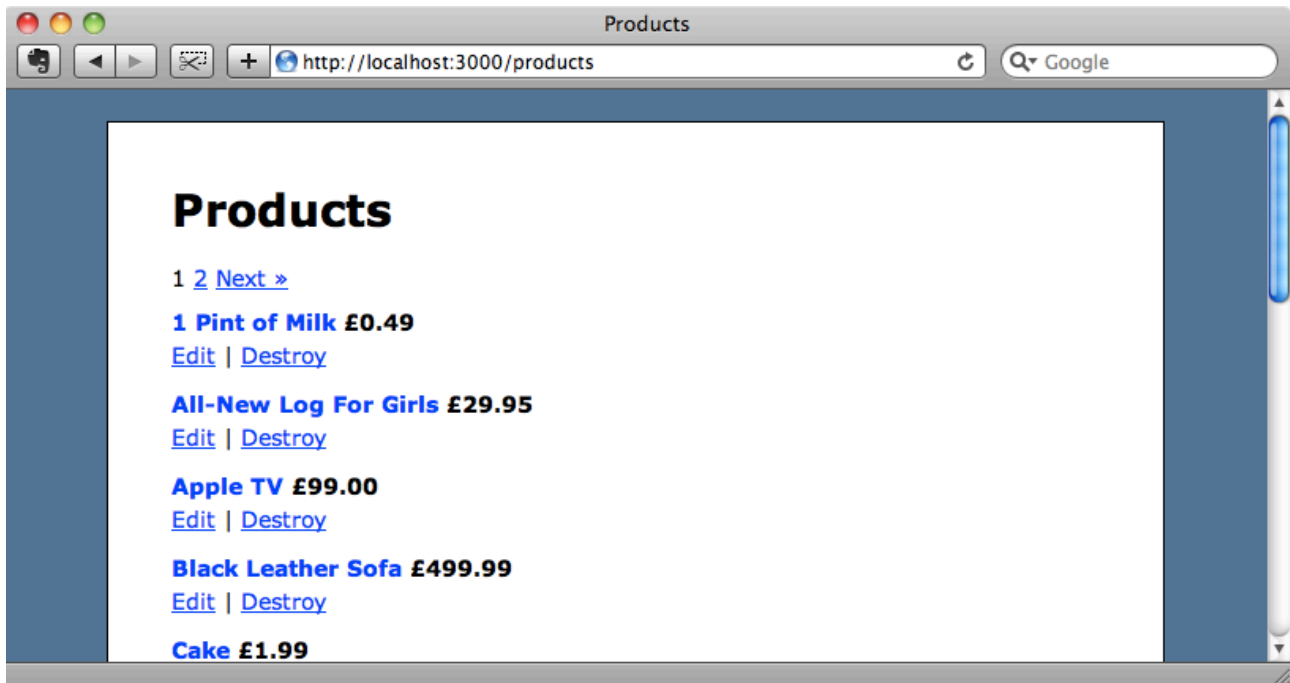 Products
http://localhost:3000/products
Google
Products
1 2 Next »
1 Pint of Milk £0.49
Edit | Destroy
All-New Log For Girls £29.95
Edit | Destroy
Apple TV £99.00
Edit | Destroy
Black Leather Sofa £499.99
Edit | Destroy
Cake £1.99